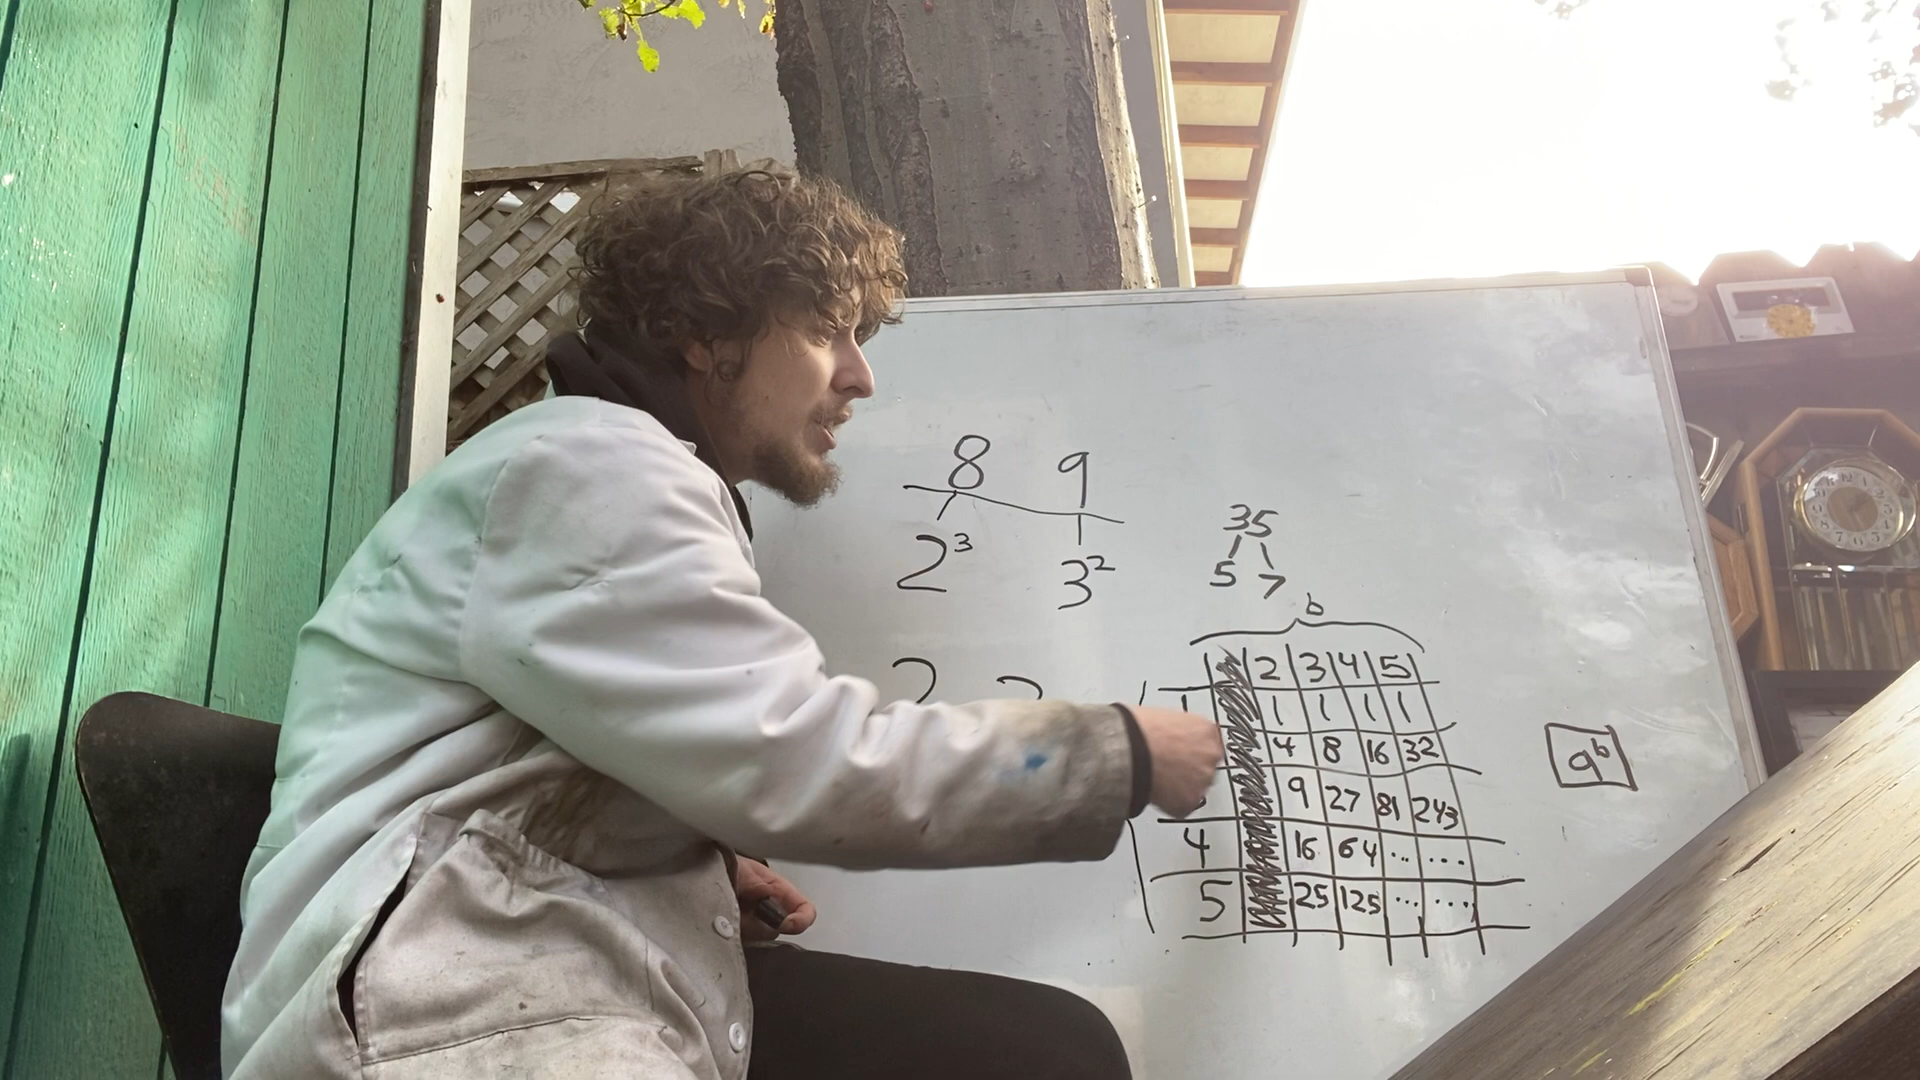 8 9
2³ 3²
35
5 7
b
2 3 4 5
1 1 1 1 1
4 8 16 32
9 27 81 243
4 16 64 .. ...
5 25 125 ... ....
a^b